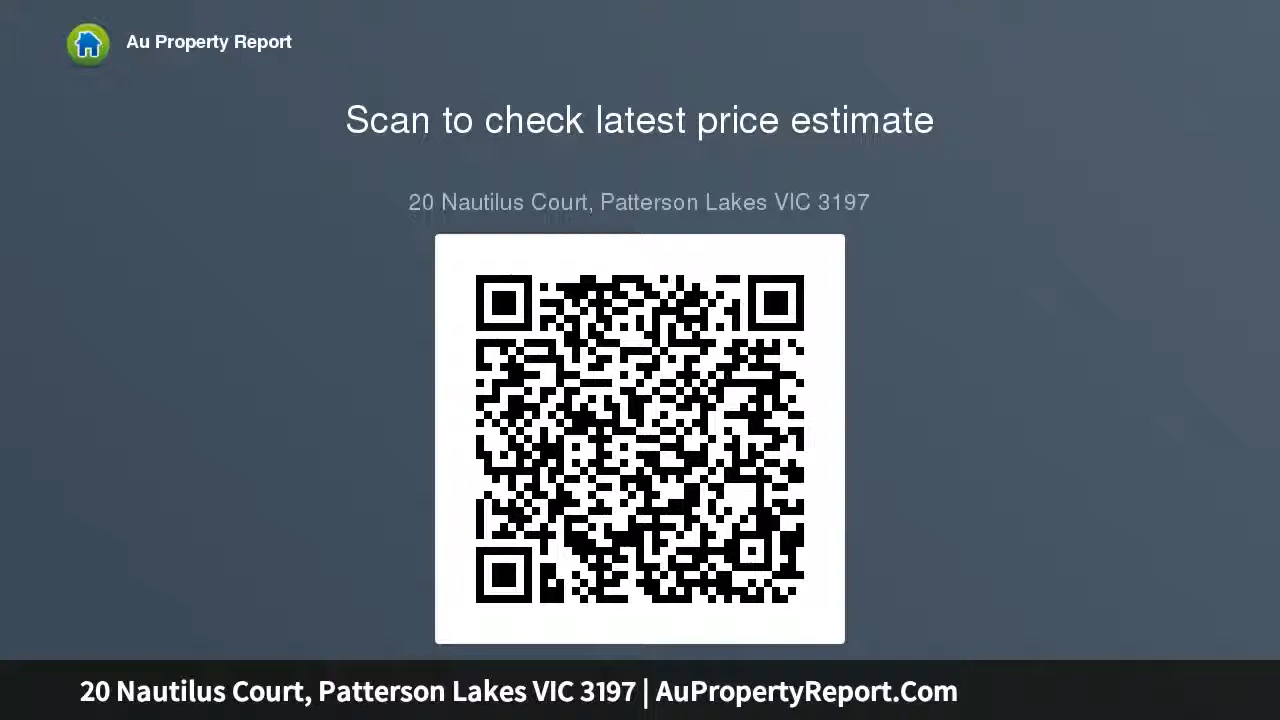 Au Property Report
Scan to check latest price estimate
20 Nautilus Court, Patterson Lakes VIC 3197
20 Nautilus Court, Patterson Lakes VIC 3197 | AuPropertyReport.Com